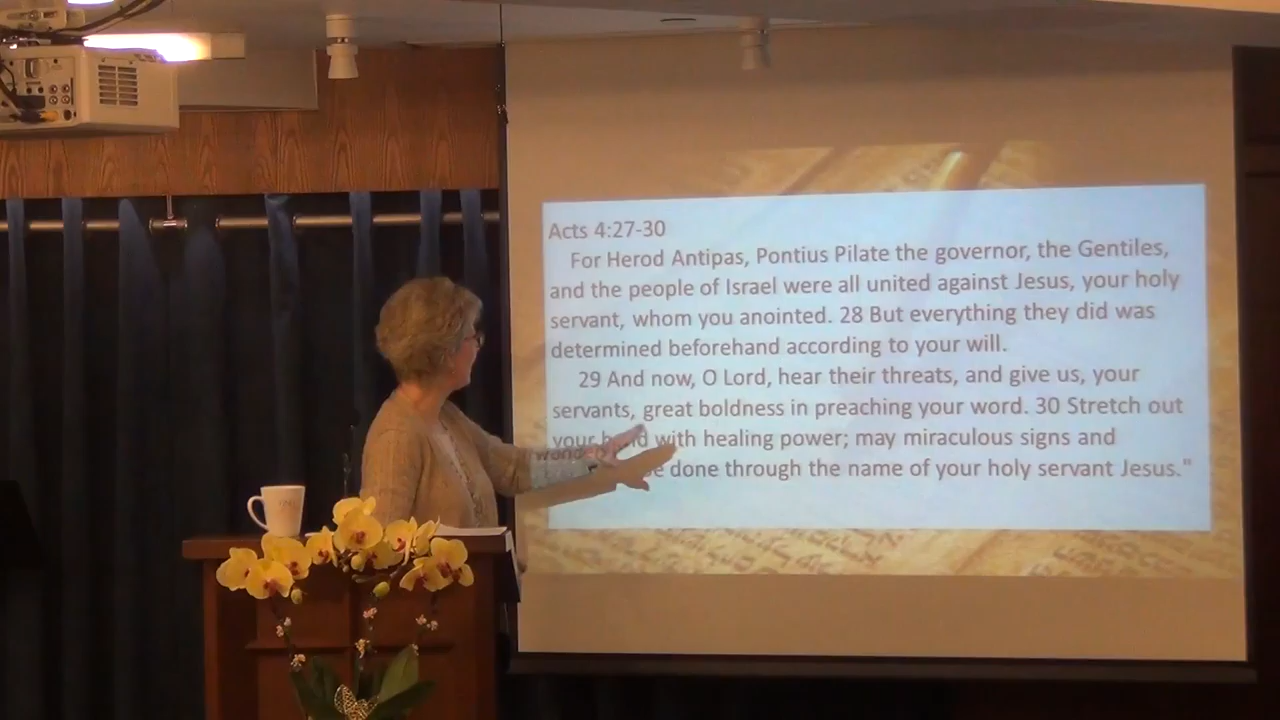 Acts 4:27-30
For Herod Antipas, Pontius Pilate the governor, the Gentiles,
and the people of Israel were all united against Jesus, your holy
servant, whom you anointed. 28 But everything they did was
determined beforehand according to your will.
29 And now, O Lord, hear their threats, and give us, your
servants, great boldness in preaching your word. 30 Stretch out
your hand with healing power; may miraculous signs and
done through the name of your holy servant Jesus."